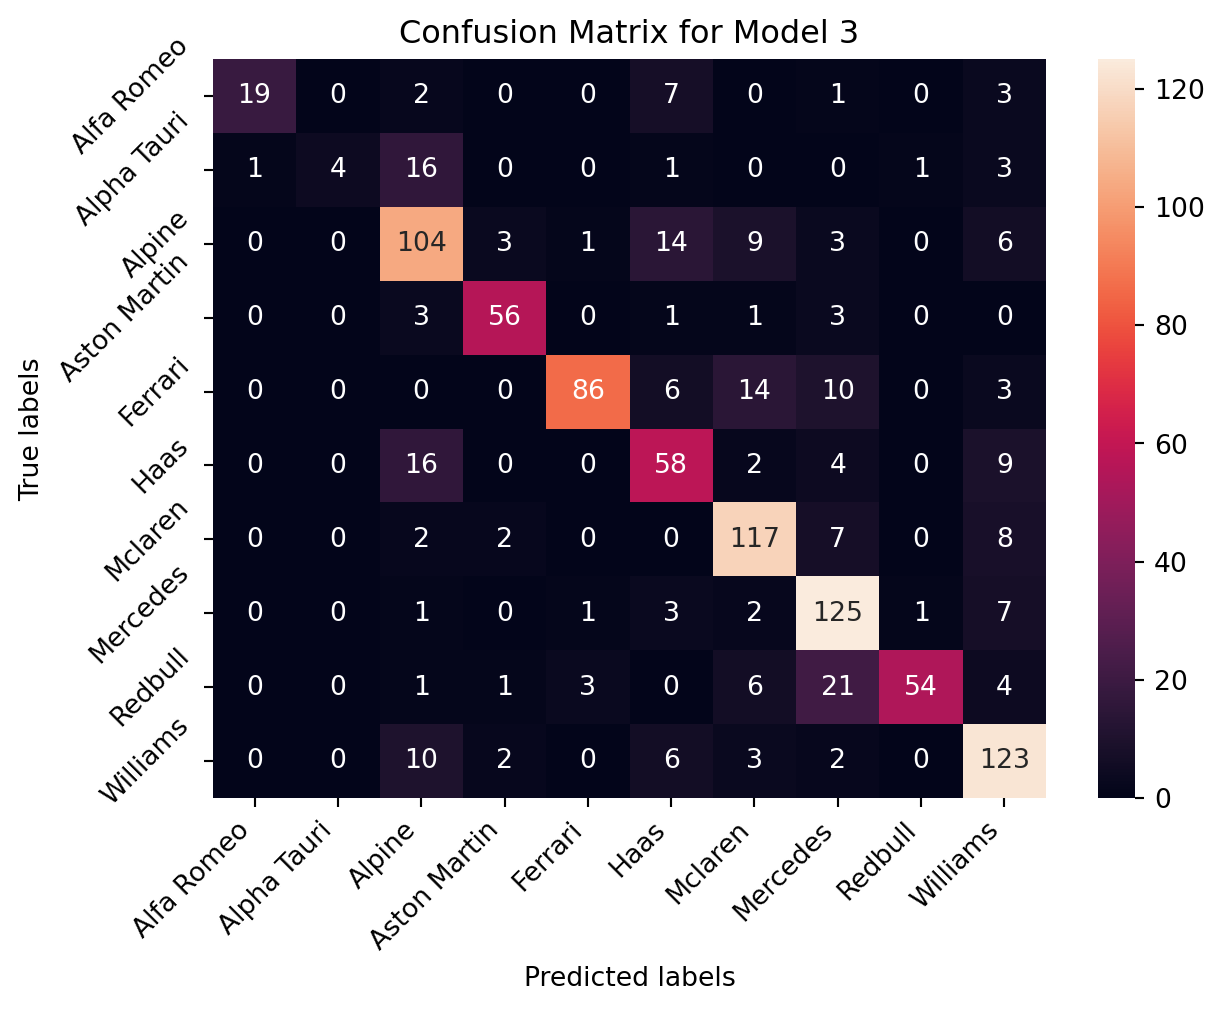 Confusion Matrix for Model 3
Alfa Romeo 19 0 2 0 0 7 0 1 0 3
Alpha Tauri 1 4 16 0 0 1 0 0 1 3
Alpine 0 0 104 3 1 14 9 3 0 6
Aston Martin 0 0 3 56 0 1 1 3 0 0
Ferrari 0 0 0 0 86 6 14 10 0 3
Haas 0 0 16 0 0 58 2 4 0 9
Mclaren 0 0 2 2 0 0 117 7 0 8
Mercedes 0 0 1 0 1 3 2 125 1 7
Redbull 0 0 1 1 3 0 6 21 54 4
Williams 0 0 10 2 0 6 3 2 0 123
True labels
Alfa Romeo
Alpha Tauri
Alpine
Aston Martin
Ferrari
Haas
Mclaren
Mercedes
Redbull
Williams
Predicted labels
120
100
80
60
40
20
0